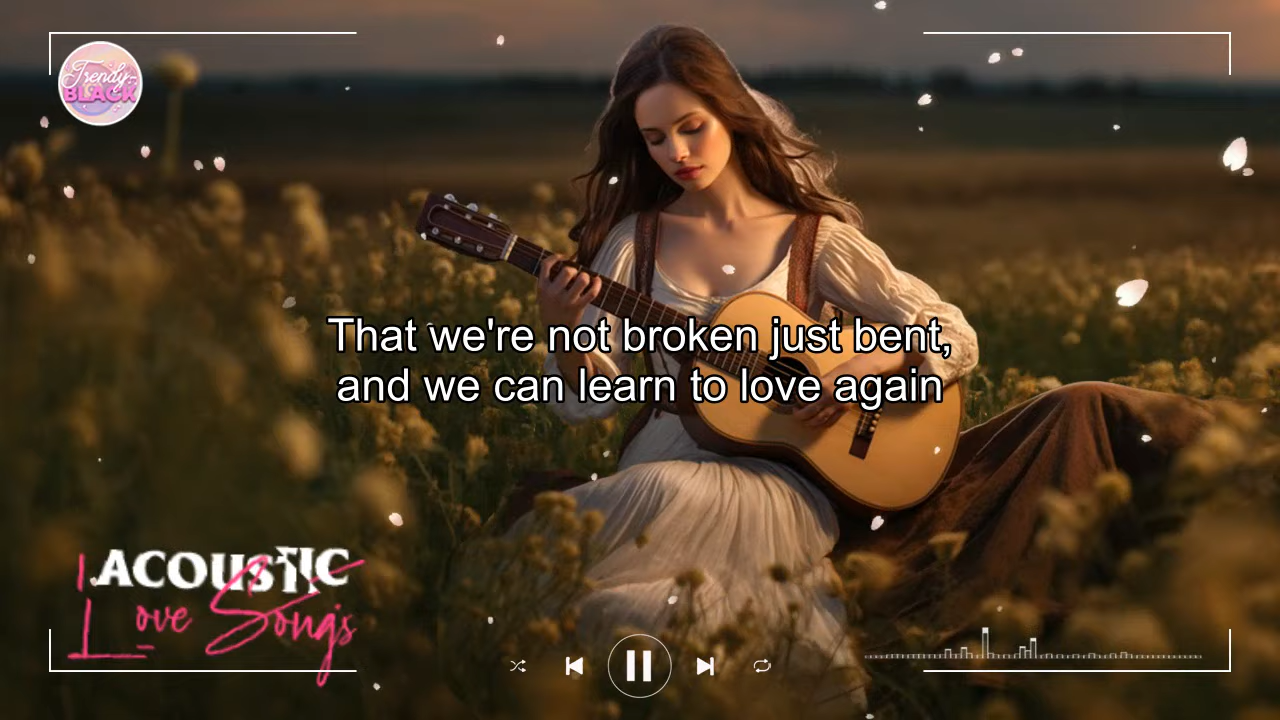 Trendy
BLACK
That we're not broken just bent,
and we can learn to love again
ACOUSTIC
Love Songs